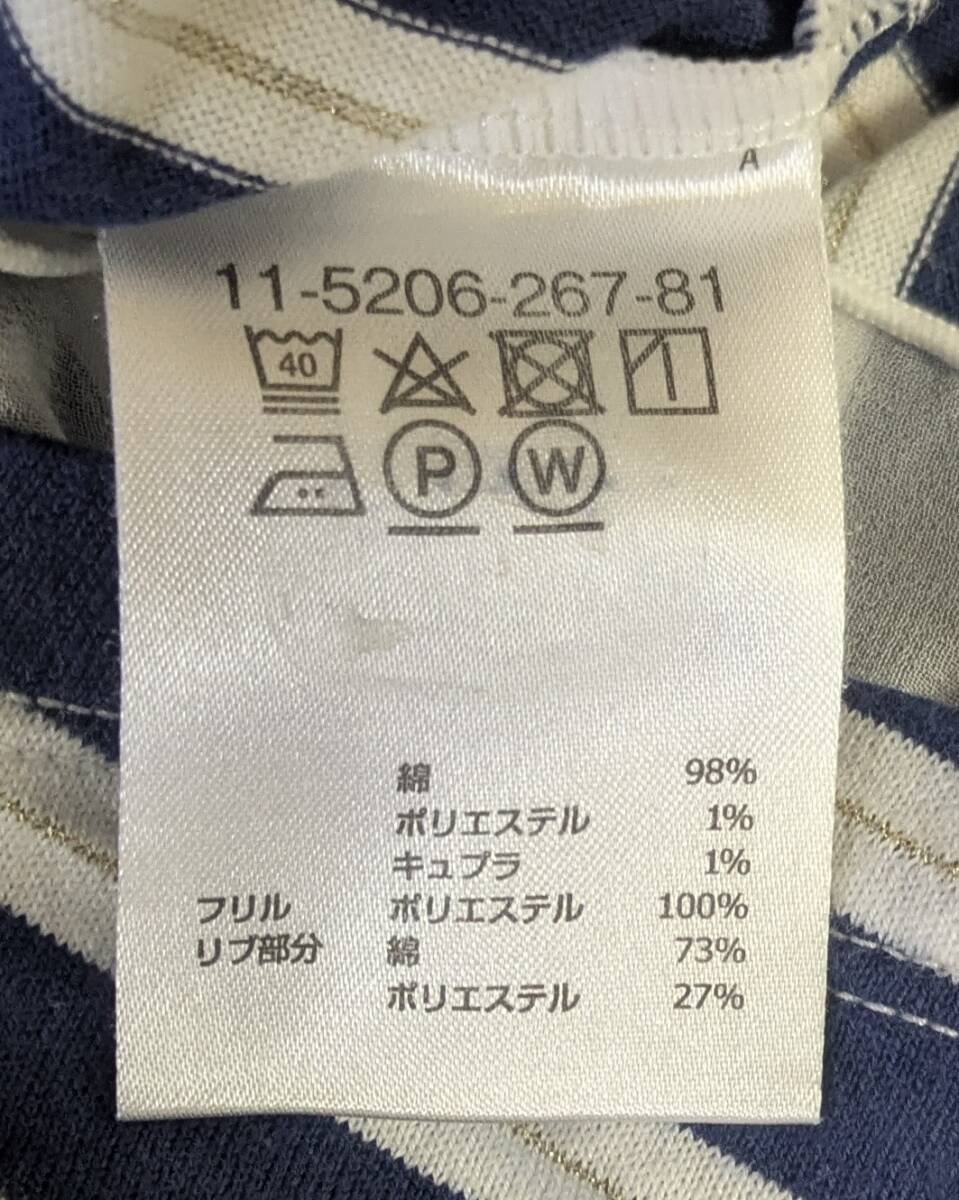 A
11-5206-267-81
40
P W
綿 98%
ポリエステル 1%
キュプラ 1%
フリル ポリエステル 100%
リブ部分 綿 73%
ポリエステル 27%